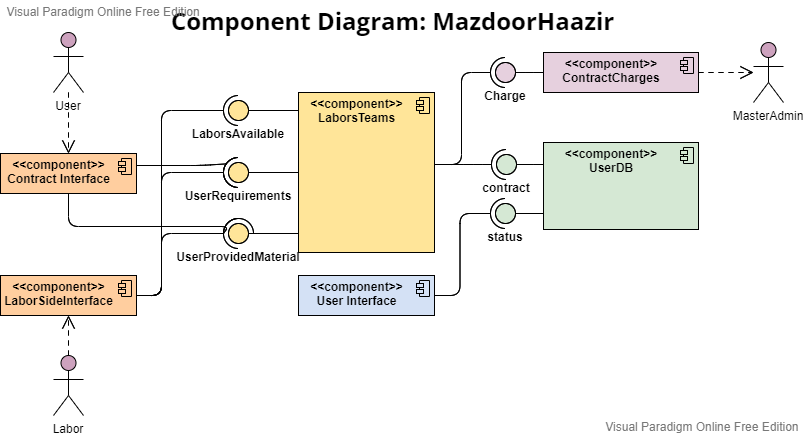 Visual Paradigm Online Free Edition
Component Diagram: MazdoorHaazir
User
MasterAdmin
Labor
<<component>>
Contract Interface
<<component>>
LaborSideInterface
LaborsAvailable
UserRequirements
UserProvidedMaterial
<<component>>
LaborsTeams
<<component>>
User Interface
Charge
contract
status
<<component>>
ContractCharges
<<component>>
UserDB
Visual Paradigm Online Free Edition